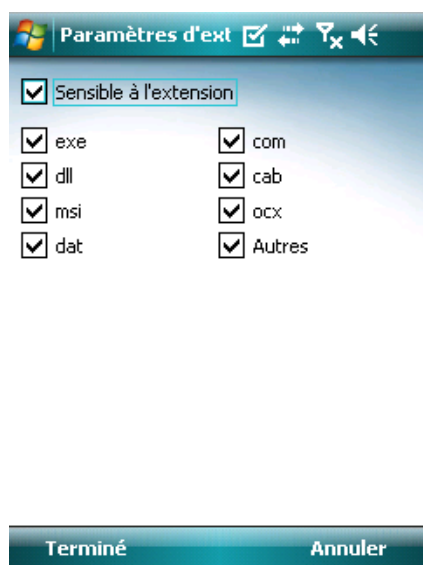 Paramètres d'ext
Sensible à l'extension
exe com
dll cab
msi ocx
dat Autres
Terminé Annuler